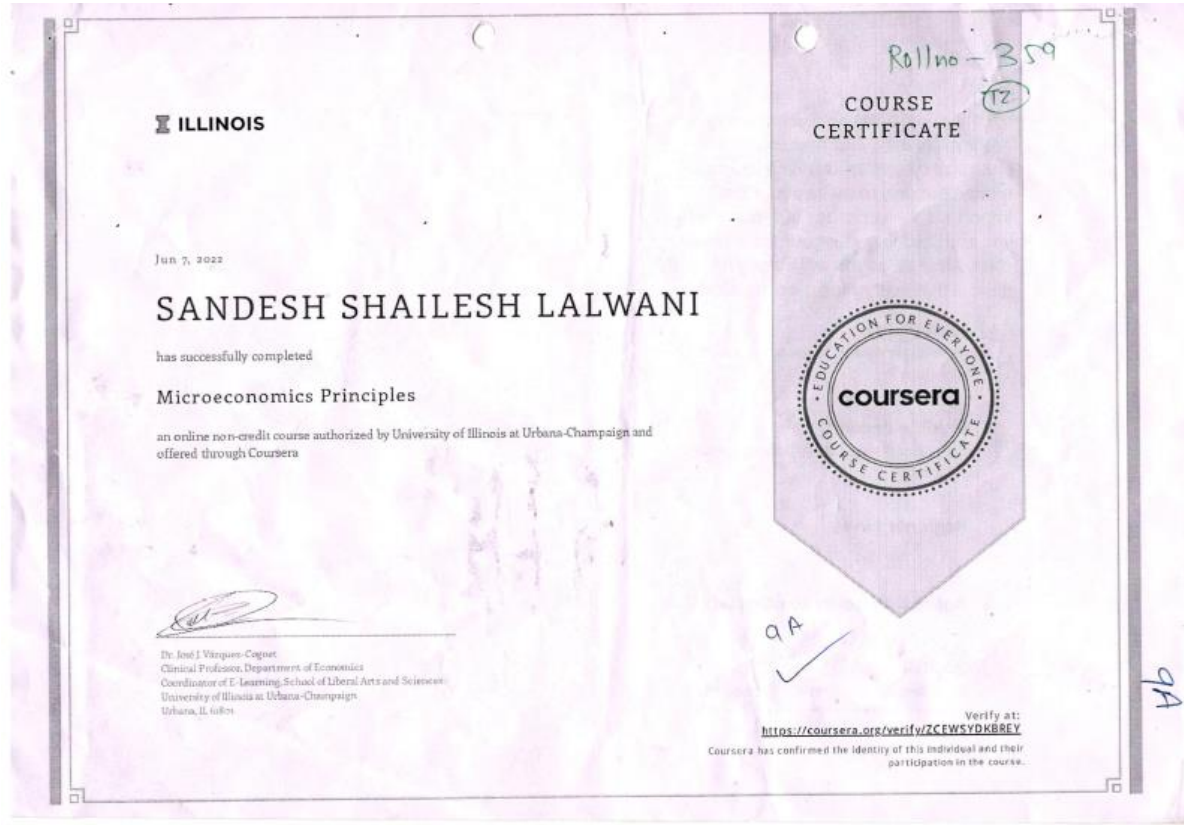 Rollno - 359
T2
COURSE
CERTIFICATE
ILLINOIS
Jun 7, 2022
SANDESH SHAILESH LALWANI
has successfully completed
Microeconomics Principles
an online non-credit course authorized by University of Illinois at Urbana-Champaign and
offered through Coursera
EDUCATION FOR EVERYONE
coursera
COURSE CERTIFICATE
Dr. José J. Vázquez-Cognet
Clinical Professor, Department of Economics
Coordinator of E-Learning, School of Liberal Arts and Sciences
University of Illinois at Urbana-Champaign
Urbana, IL 61801
9A
9A
Verify at:
https://coursera.org/verify/ZCEWSYDKBREY
Coursera has confirmed the identity of this individual and their
participation in the course.